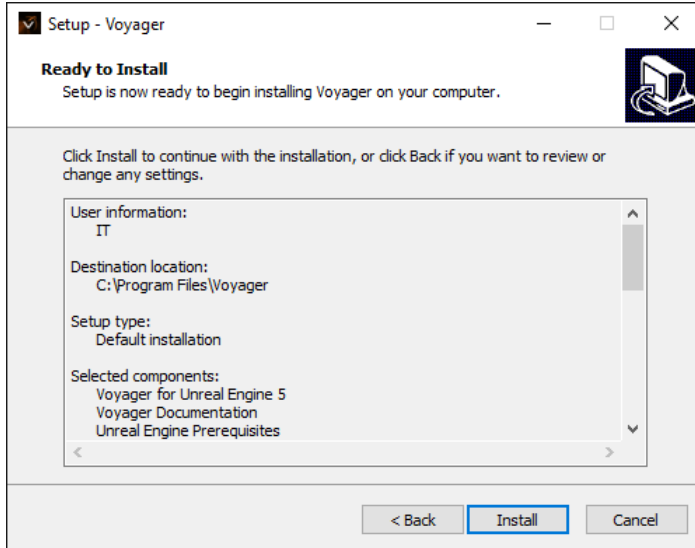 Setup - Voyager
Ready to Install
Setup is now ready to begin installing Voyager on your computer.
Click Install to continue with the installation, or click Back if you want to review or
change any settings.
User information:
IT
Destination location:
C:\Program Files\Voyager
Setup type:
Default installation
Selected components:
Voyager for Unreal Engine 5
Voyager Documentation
Unreal Engine Prerequisites
< Back
Install
Cancel